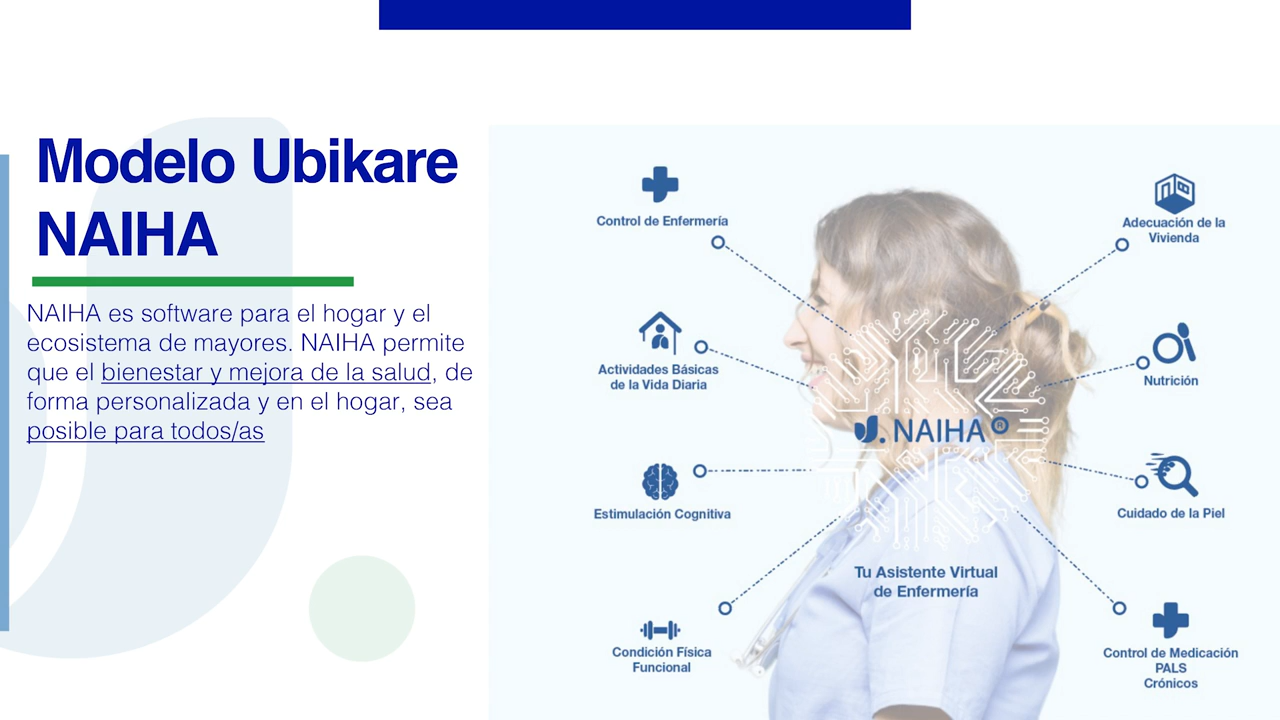 Modelo Ubikare
NAIHA
NAIHA es software para el hogar y el
ecosistema de mayores. NAIHA permite
que el bienestar y mejora de la salud, de
forma personalizada y en el hogar, sea
posible para todos/as
Control de Enfermería
Actividades Básicas
de la Vida Diaria
Estimulación Cognitiva
Condición Física
Funcional
NAIHA®
Tu Asistente Virtual
de Enfermería
Adecuación de la
Vivienda
Nutrición
Cuidado de la Piel
Control de Medicación
PALS
Crónicos